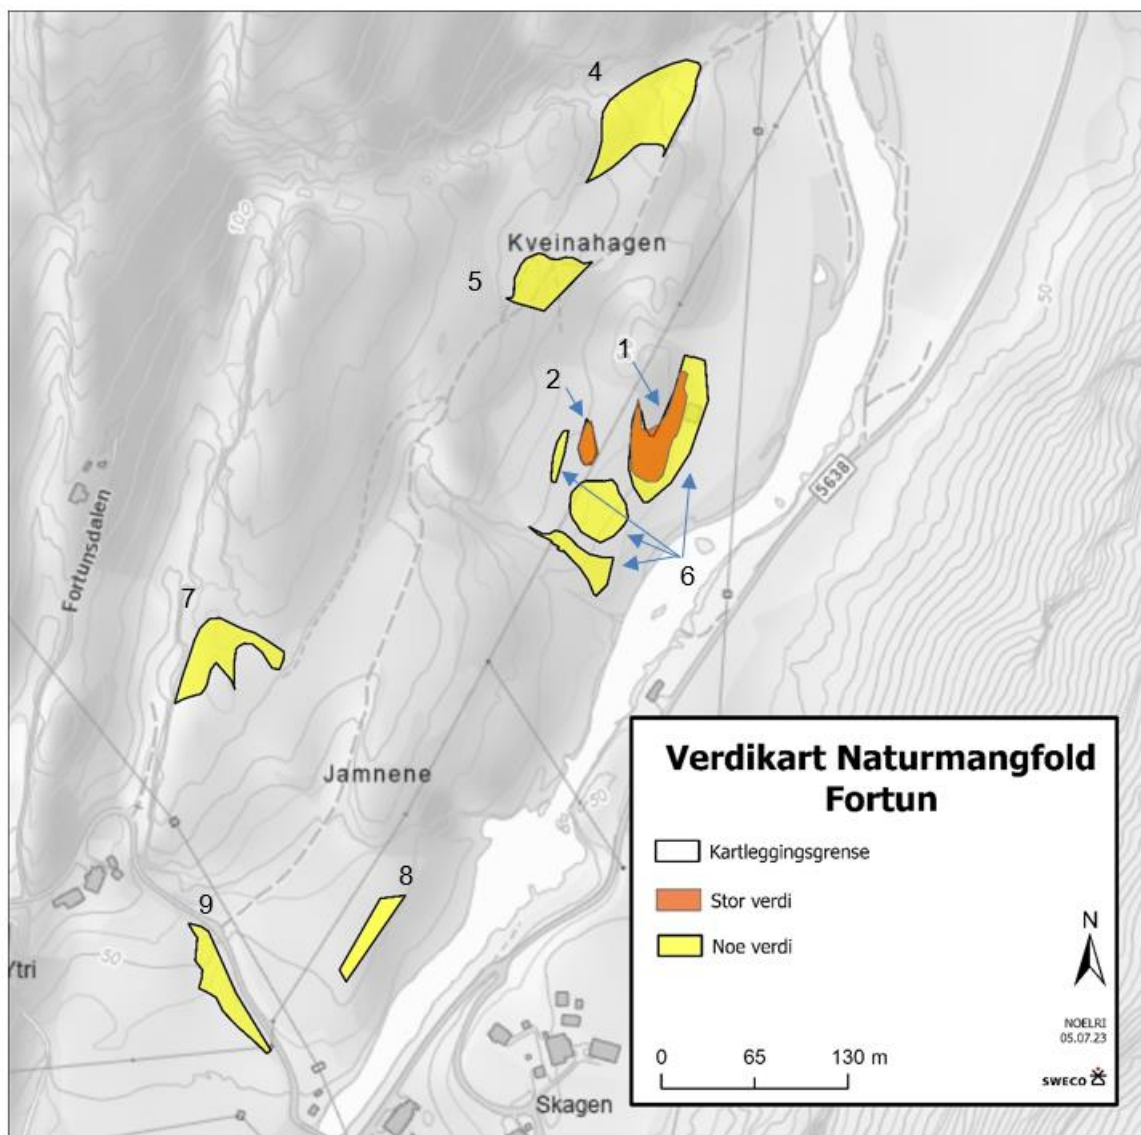 4
100
Kveinahagen
5
50
1
2
5638
Fortunsdalen
6
7
Jamnene
50
8
9
50
Ytri
Skagen
Verdikart Naturmangfold
Fortun
Kartleggingsgrense
Stor verdi
Noe verdi
N
NOELRI
05.07.23
0 65 130 m
SWECO